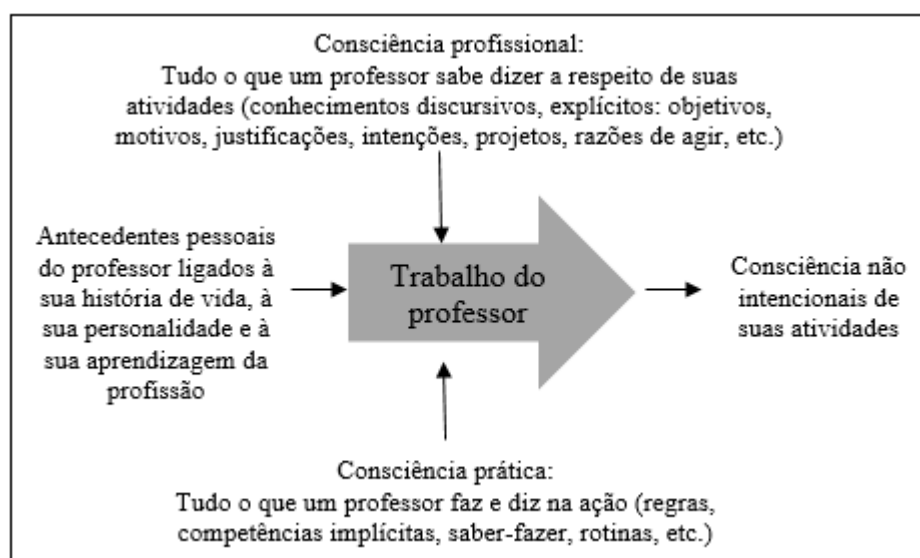 Consciência profissional:
Tudo o que um professor sabe dizer a respeito de suas
atividades (conhecimentos discursivos, explícitos: objetivos,
motivos, justificações, intenções, projetos, razões de agir, etc.)
Antecedentes pessoais
do professor ligados à
sua história de vida, à
sua personalidade e à
sua aprendizagem da
profissão
Trabalho do
professor
Consciência não
intencionais de
suas atividades
Consciência prática:
Tudo o que um professor faz e diz na ação (regras,
competências implícitas, saber-fazer, rotinas, etc.)